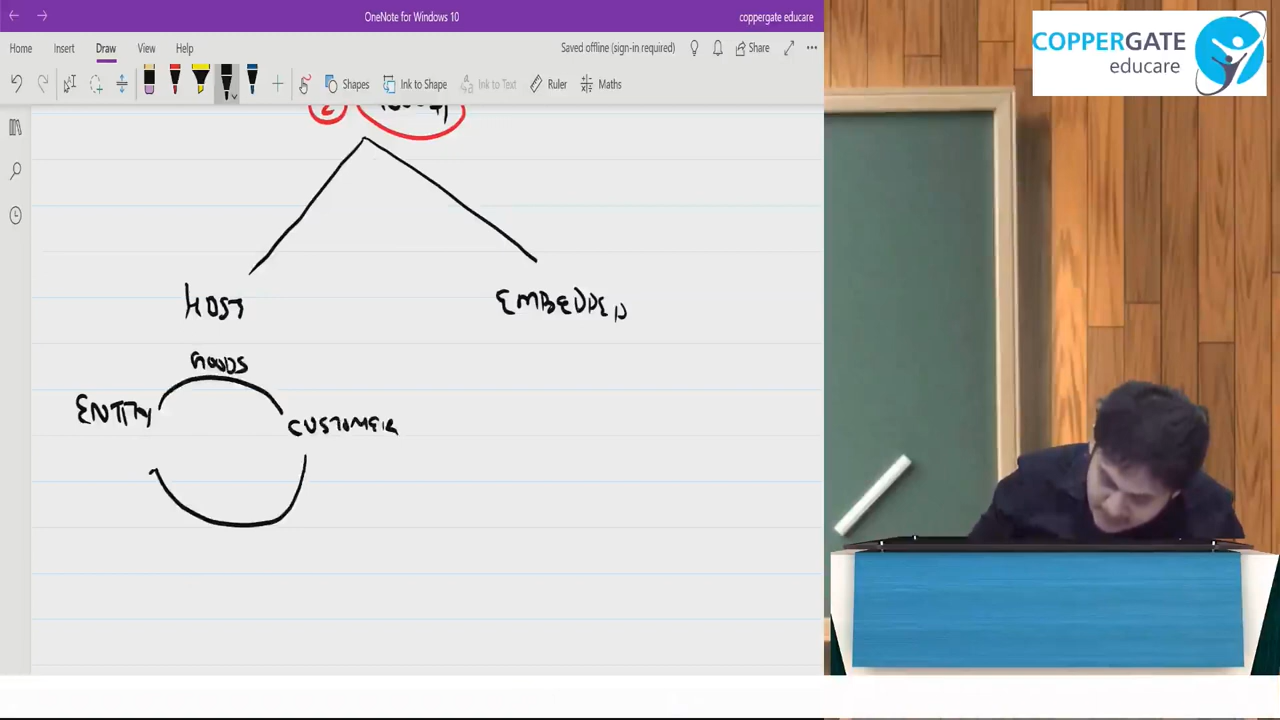 OneNote for Windows 10
coppergate educare
Home Insert Draw View Help
Saved offline (sign-in required)
Share
Shapes
Ink to Shape
Ink to Text
Ruler
Maths
COPPERGATE
educare
2
HOST
EMBEDDED
GOODS
ENTITY
CUSTOMER